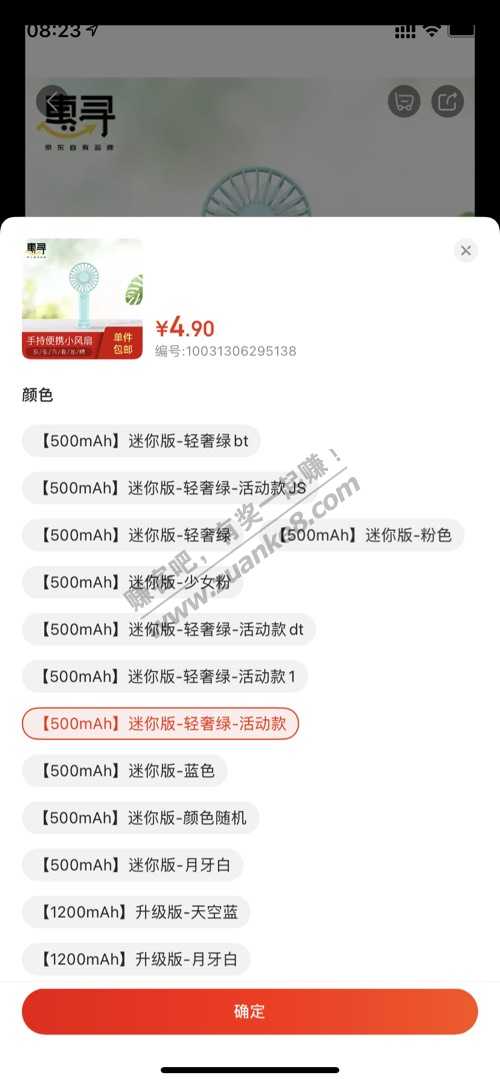 08:23
惠寻
京东自有品牌
惠寻
手持便携小风扇
单件
包邮
¥4.90
编号:10031306295138
颜色
【500mAh】迷你版-轻奢绿bt
【500mAh】迷你版-轻奢绿-活动款JS
【500mAh】迷你版-轻奢绿
【500mAh】迷你版-粉色
【500mAh】迷你版-少女粉
【500mAh】迷你版-轻奢绿-活动款dt
【500mAh】迷你版-轻奢绿-活动款1
【500mAh】迷你版-轻奢绿-活动款
【500mAh】迷你版-蓝色
【500mAh】迷你版-颜色随机
【500mAh】迷你版-月牙白
【1200mAh】升级版-天空蓝
【1200mAh】升级版-月牙白
确定
赚客吧，有奖一起赚！
www.zuanke8.com